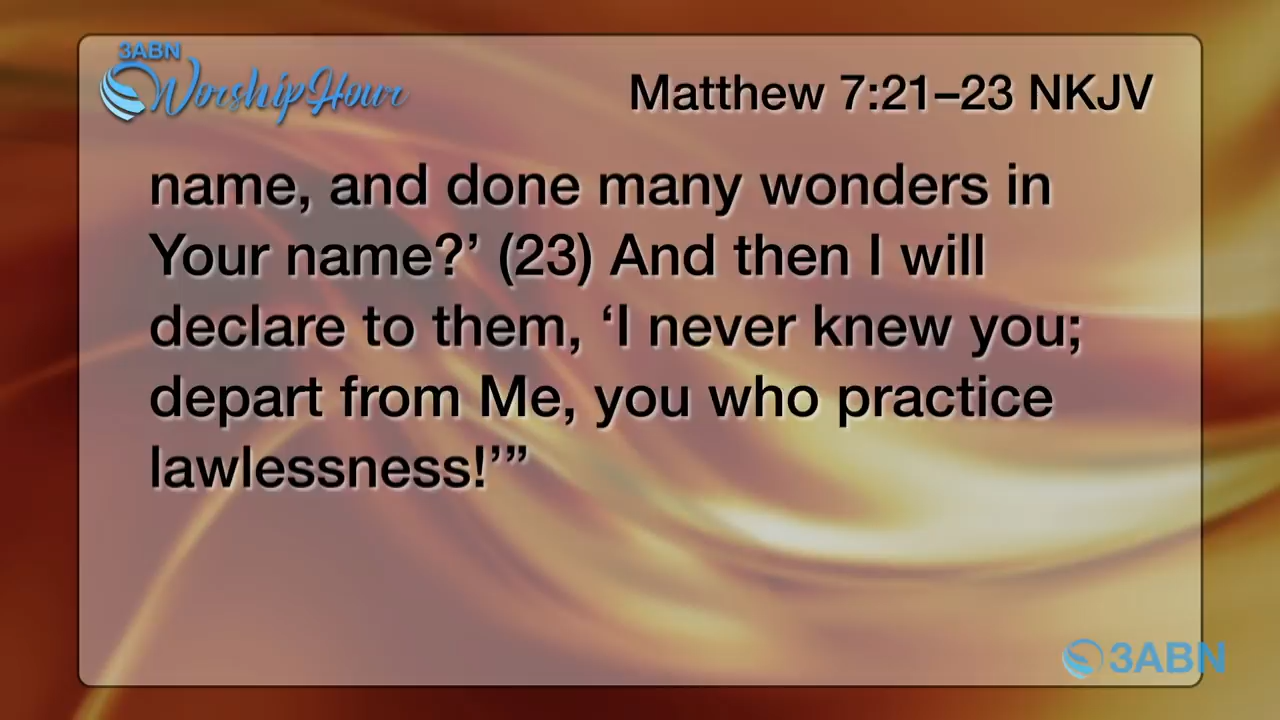 3ABN
Worship Hour
Matthew 7:21–23 NKJV
name, and done many wonders in
Your name?’ (23) And then I will
declare to them, ‘I never knew you;
depart from Me, you who practice
lawlessness!’”
3ABN